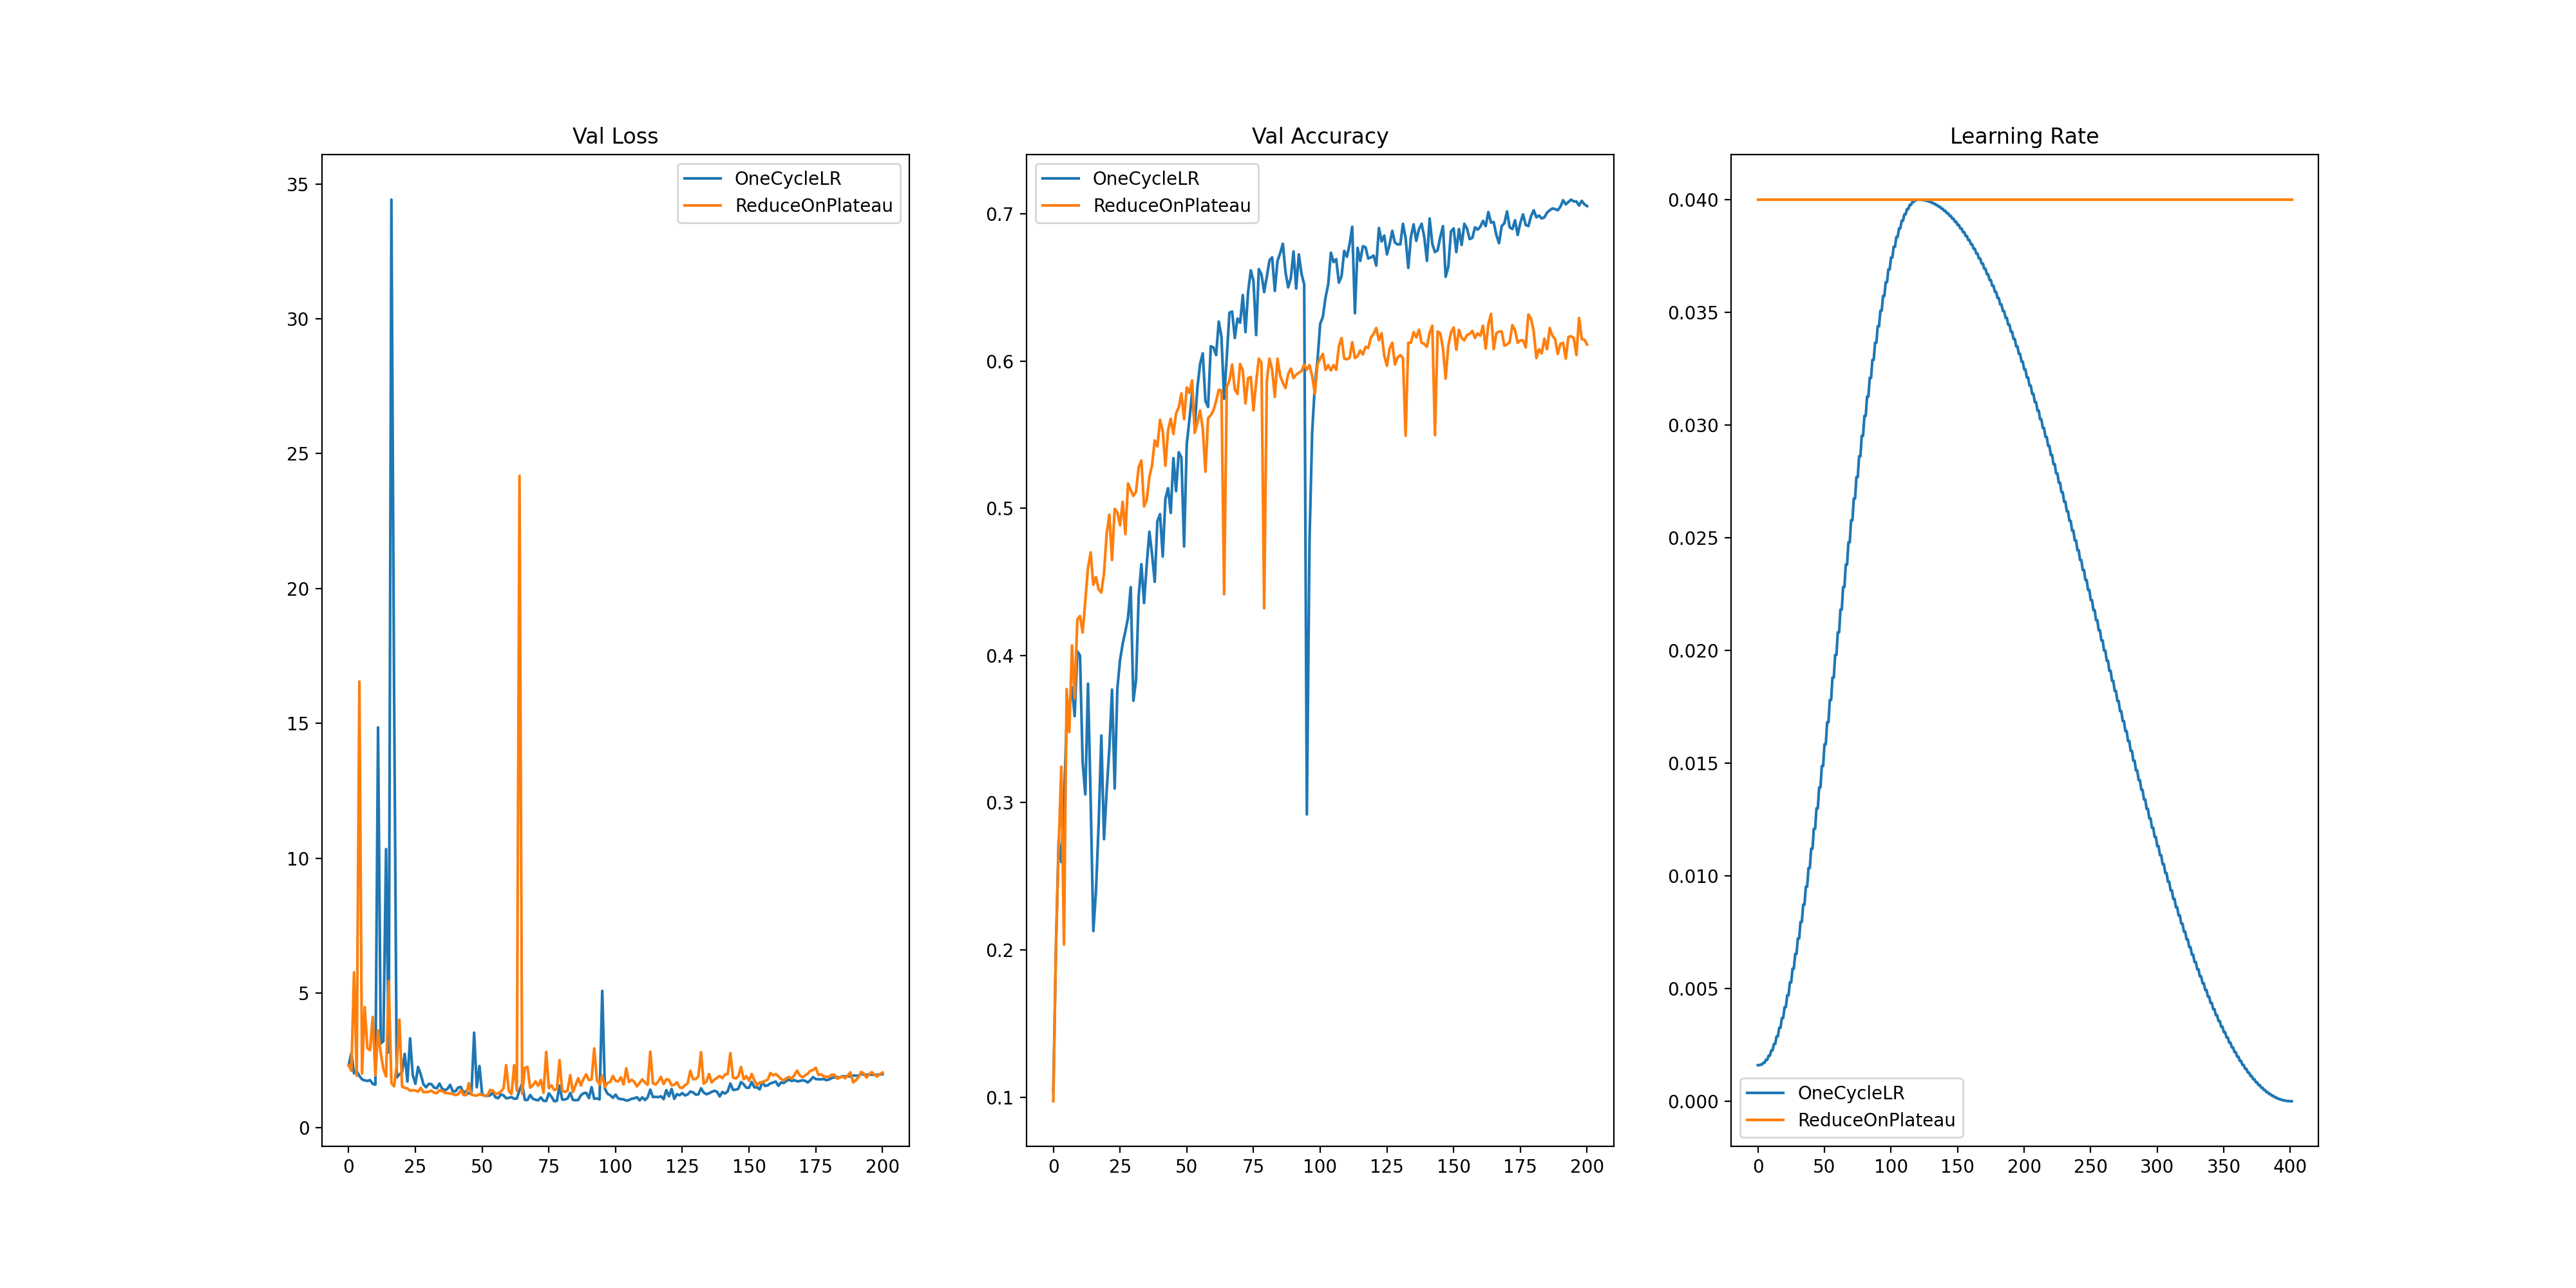 Val Loss
OneCycleLR
ReduceOnPlateau
35
30
25
20
15
10
5
0
0 25 50 75 100 125 150 175 200
Val Accuracy
OneCycleLR
ReduceOnPlateau
0.7
0.6
0.5
0.4
0.3
0.2
0.1
0 25 50 75 100 125 150 175 200
Learning Rate
0.040
0.035
0.030
0.025
0.020
0.015
0.010
0.005
0.000
OneCycleLR
ReduceOnPlateau
0 50 100 150 200 250 300 350 400